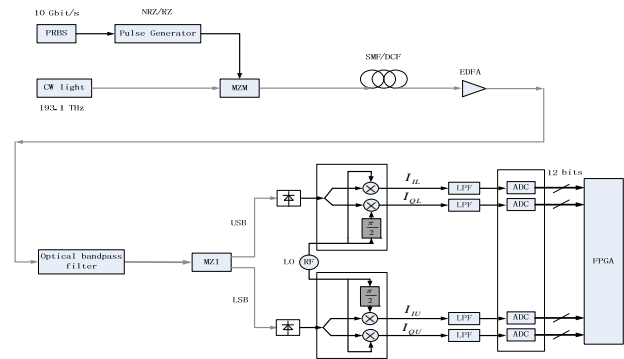 10 Gbit/s
NRZ/RZ
PRBS
Pulse Generator
SMF/DCF
EDFA
CW light
MZM
193.1 THz
12 bits
I_IL
LPF
ADC
I_QL
LPF
ADC
π/2
USB
Optical bandpass
filter
MZI
LO
RF
FPGA
LSB
π/2
I_IU
LPF
ADC
I_QU
LPF
ADC